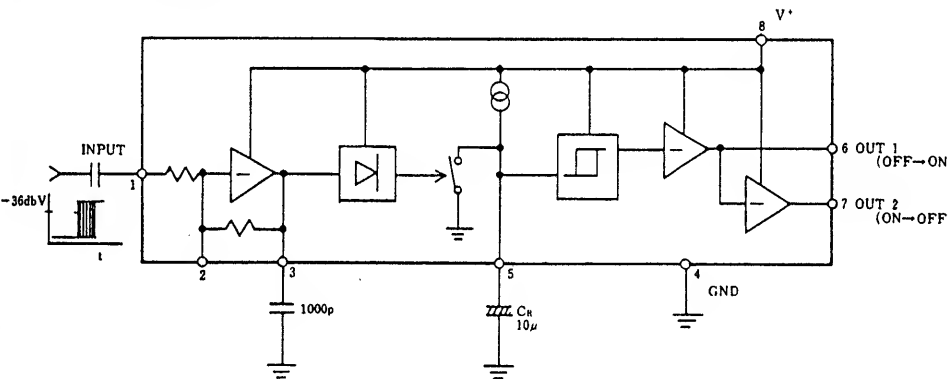 V+
8
INPUT
1
6 OUT 1
(OFF→ON
-36dbV
7 OUT 2
(ON→OFF
t
2
3
5
4
GND
1000p
CR
10μ